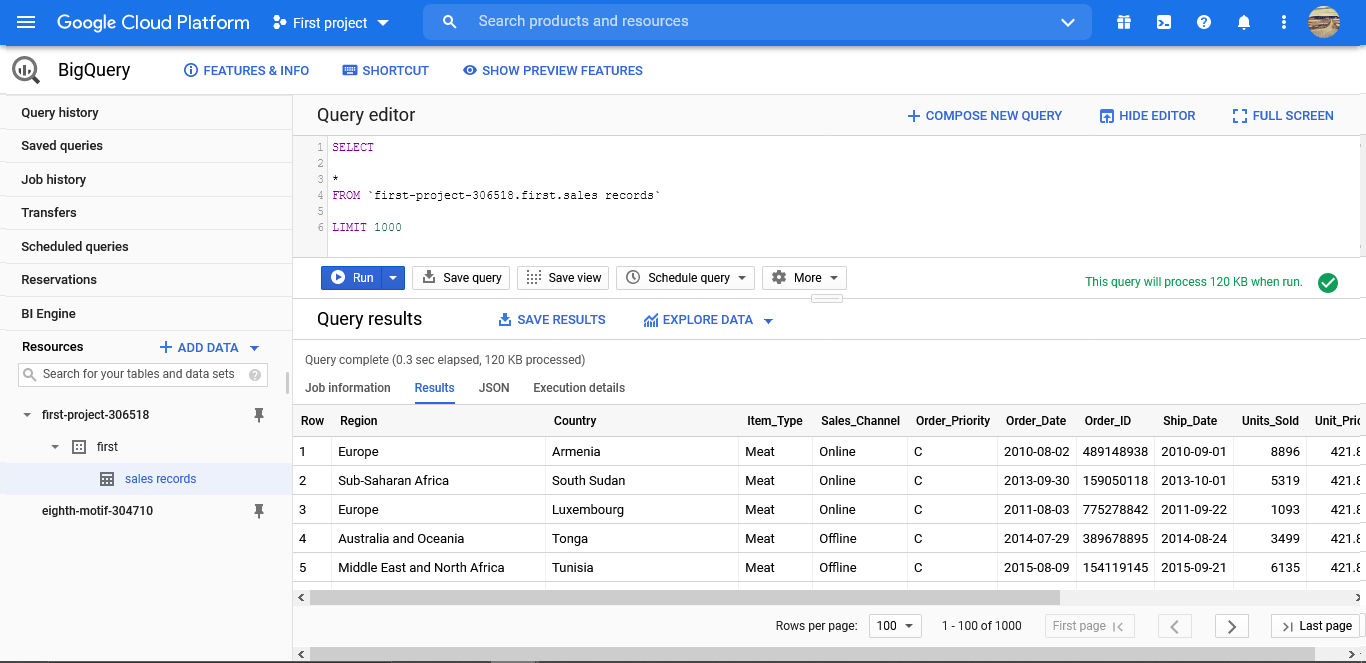 Google Cloud Platform First project Search products and resources
BigQuery FEATURES & INFO SHORTCUT SHOW PREVIEW FEATURES
Query history
Saved queries
Job history
Transfers
Scheduled queries
Reservations
BI Engine
Resources ADD DATA
Search for your tables and data sets
first-project-306518
first
sales records
eighth-motif-304710
Query editor COMPOSE NEW QUERY HIDE EDITOR FULL SCREEN
1 SELECT
2
3 *
4 FROM `first-project-306518.first.sales records`
5
6 LIMIT 1000
Run Save query Save view Schedule query More This query will process 120 KB when run.
Query results SAVE RESULTS EXPLORE DATA
Query complete (0.3 sec elapsed, 120 KB processed)
Job information Results JSON Execution details
Row Region Country Item_Type Sales_Channel Order_Priority Order_Date Order_ID Ship_Date Units_Sold Unit_Pric
1 Europe Armenia Meat Online C 2010-08-02 489148938 2010-09-01 8896 421.8
2 Sub-Saharan Africa South Sudan Meat Online C 2013-09-30 159050118 2013-10-01 5319 421.8
3 Europe Luxembourg Meat Online C 2011-08-03 775278842 2011-09-22 1093 421.8
4 Australia and Oceania Tonga Meat Offline C 2014-07-29 389678895 2014-08-24 3499 421.8
5 Middle East and North Africa Tunisia Meat Offline C 2015-08-09 154119145 2015-09-21 6135 421.8
Rows per page: 100 1 - 100 of 1000 First page Last page